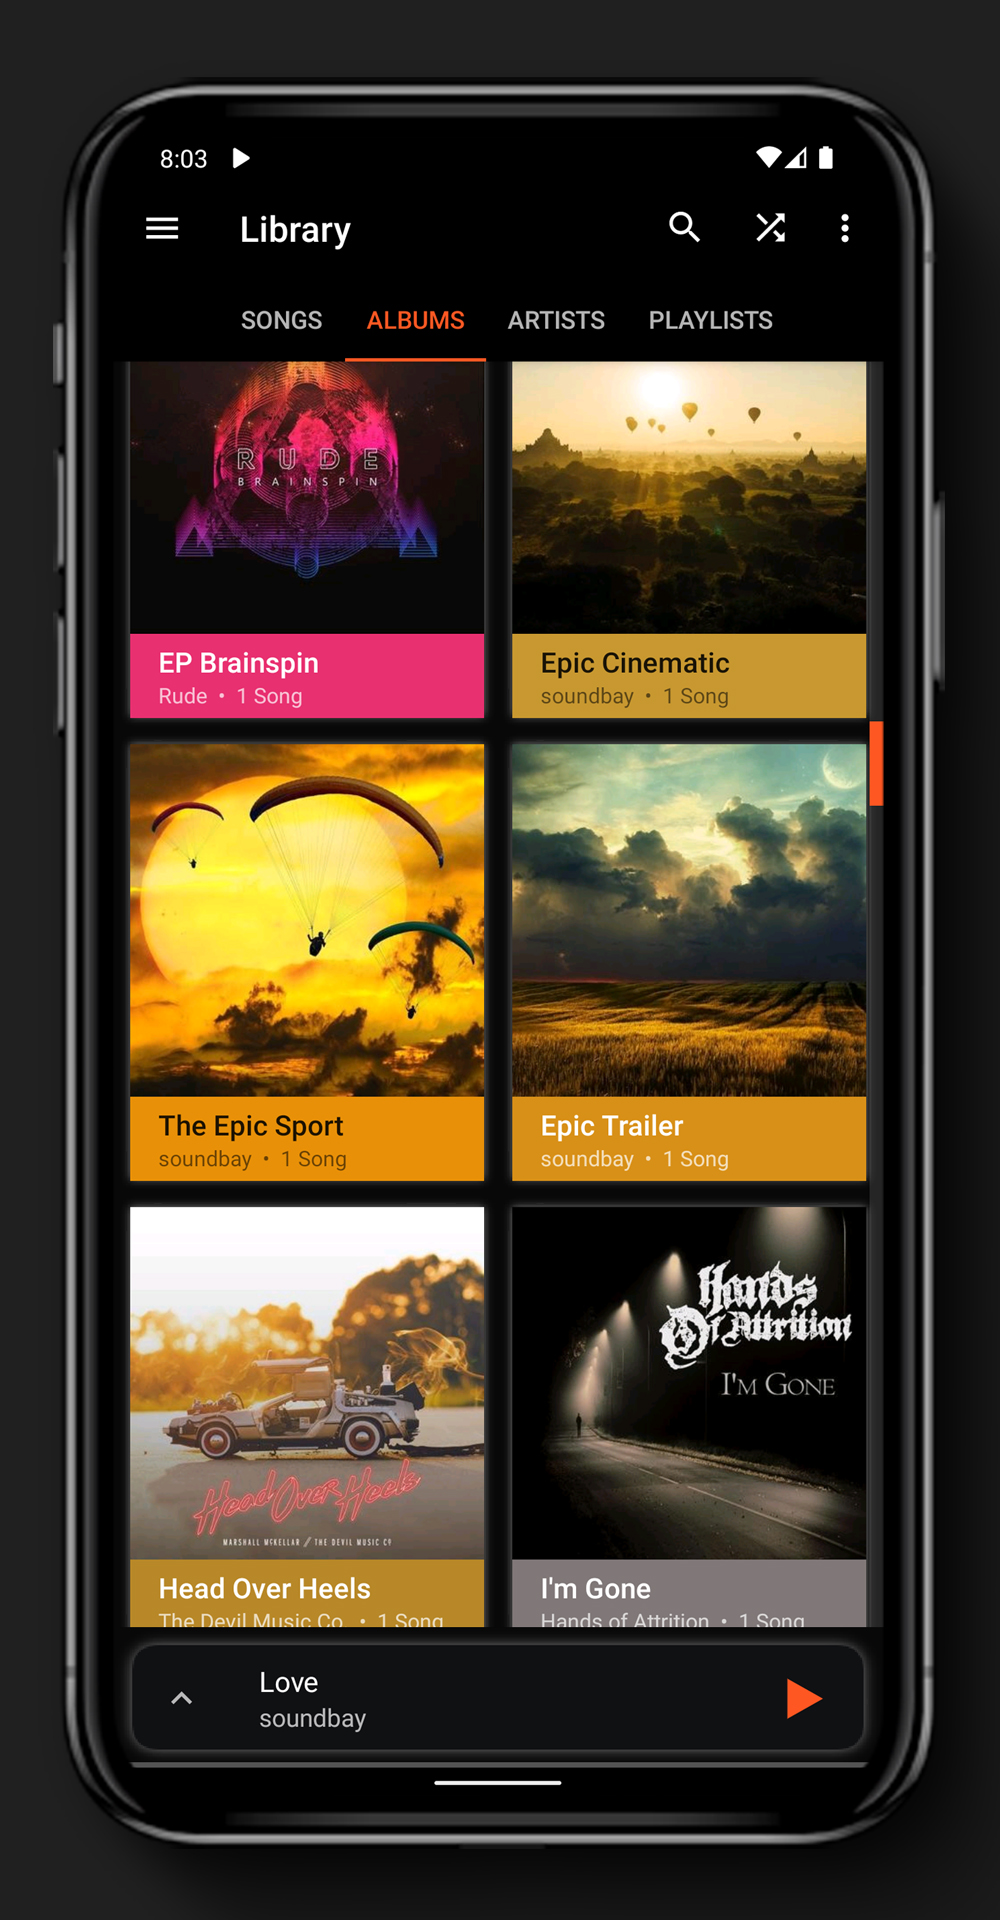 8:03
Library
SONGS ALBUMS ARTISTS PLAYLISTS
RUDE
BRAINSPIN
EP Brainspin
Rude • 1 Song
Epic Cinematic
soundbay • 1 Song
The Epic Sport
soundbay • 1 Song
Epic Trailer
soundbay • 1 Song
Head Over Heels
MARSHALL MCKELLAR // THE DEVIL MUSIC CO
Head Over Heels
The Devil Music Co. • 1 Song
Hands
Of Attrition
I'M GONE
I'm Gone
Hands of Attrition • 1 Song
Love
soundbay